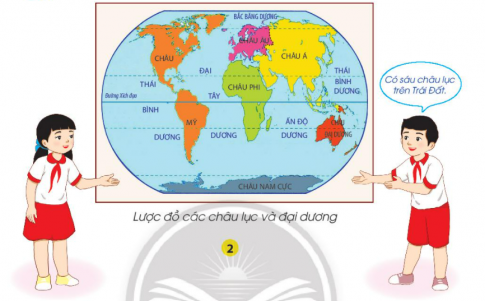 BẮC BĂNG DƯƠNG
CHÂU ÂU
CHÂU
CHÂU Á
ĐẠI
THÁI
THÁI
BÌNH
DƯƠNG
CHÂU PHI
Đường Xích đạo
TÂY
BÌNH
MỸ
ẤN ĐỘ
CHÂU
DƯƠNG
DƯƠNG
DƯƠNG
ĐẠI DƯƠNG
CHÂU NAM CỰC
Có sáu châu lục
trên Trái Đất.
Lược đồ các châu lục và đại dương
2